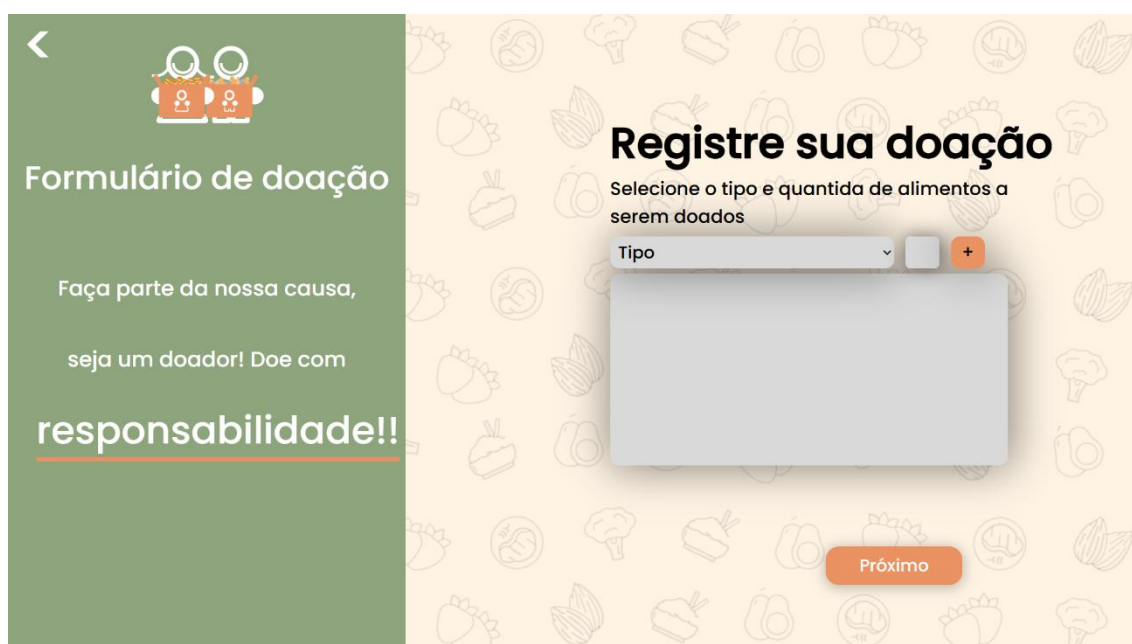 Formulário de doação
Faça parte da nossa causa,
seja um doador! Doe com
responsabilidade!!
Registre sua doação
Selecione o tipo e quantida de alimentos a
serem doados
Tipo
+
Próximo